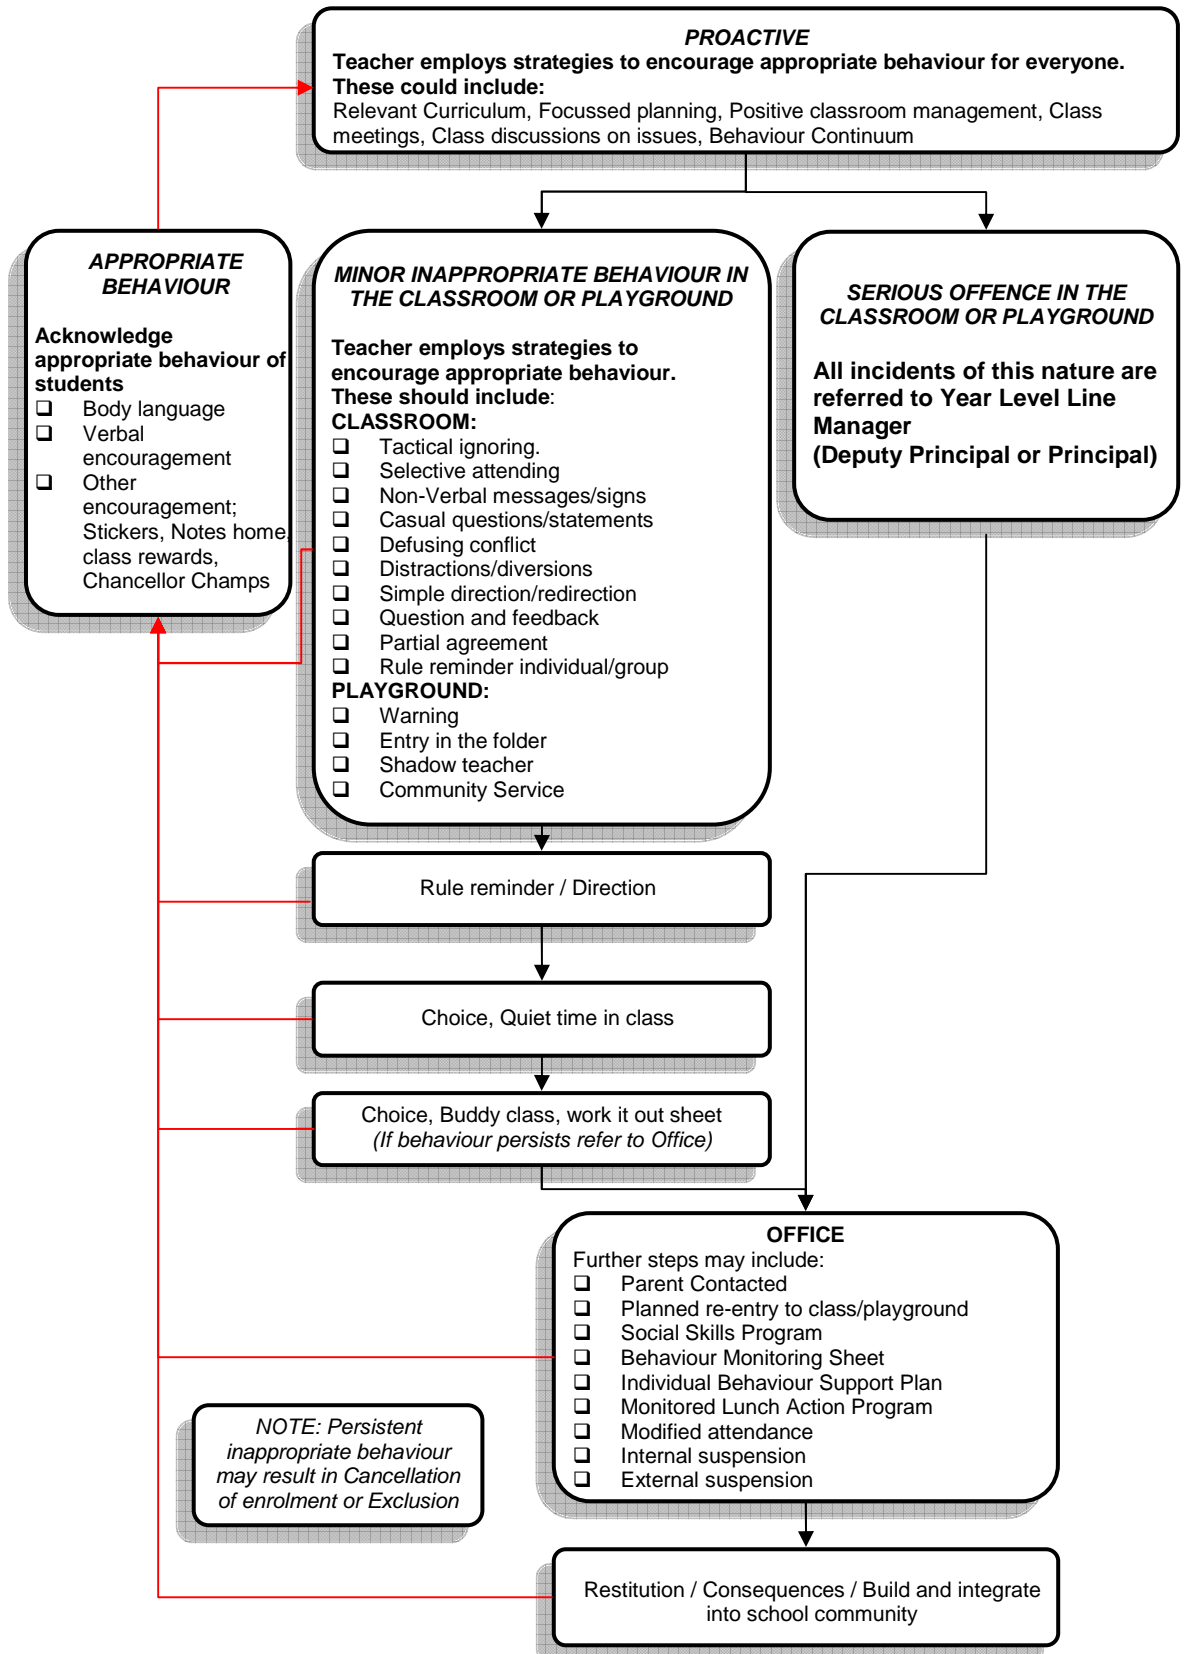 PROACTIVE
Teacher employs strategies to encourage appropriate behaviour for everyone.
These could include:
Relevant Curriculum, Focussed planning, Positive classroom management, Class
meetings, Class discussions on issues, Behaviour Continuum
APPROPRIATE
BEHAVIOUR
Acknowledge
appropriate behaviour of
students
❑ Body language
❑ Verbal
encouragement
❑ Other
encouragement;
Stickers, Notes home,
class rewards,
Chancellor Champs
MINOR INAPPROPRIATE BEHAVIOUR IN
THE CLASSROOM OR PLAYGROUND
Teacher employs strategies to
encourage appropriate behaviour.
These should include:
CLASSROOM:
❑ Tactical ignoring.
❑ Selective attending
❑ Non-Verbal messages/signs
❑ Casual questions/statements
❑ Defusing conflict
❑ Distractions/diversions
❑ Simple direction/redirection
❑ Question and feedback
❑ Partial agreement
❑ Rule reminder individual/group
PLAYGROUND:
❑ Warning
❑ Entry in the folder
❑ Shadow teacher
❑ Community Service
SERIOUS OFFENCE IN THE
CLASSROOM OR PLAYGROUND
All incidents of this nature are
referred to Year Level Line
Manager
(Deputy Principal or Principal)
Rule reminder / Direction
Choice, Quiet time in class
Choice, Buddy class, work it out sheet
(If behaviour persists refer to Office)
OFFICE
Further steps may include:
❑ Parent Contacted
❑ Planned re-entry to class/playground
❑ Social Skills Program
❑ Behaviour Monitoring Sheet
❑ Individual Behaviour Support Plan
❑ Monitored Lunch Action Program
❑ Modified attendance
❑ Internal suspension
❑ External suspension
NOTE: Persistent
inappropriate behaviour
may result in Cancellation
of enrolment or Exclusion
Restitution / Consequences / Build and integrate
into school community